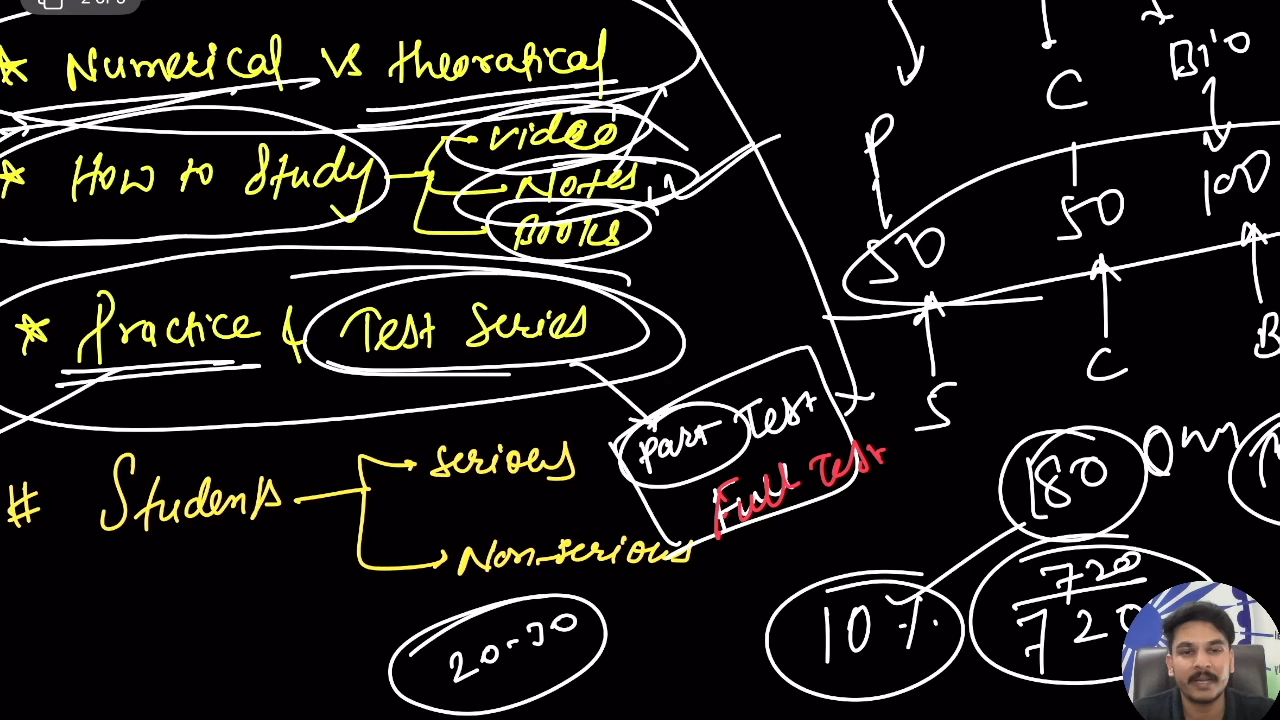 * Numerical vs theoratical
* How to Study
video
Notes
Books
* Practice & Test Series
# Students
serious
Non-serious
Part Test
Full Test
20-30
C
Bio
P
50
50
100
S
C
B
180
10%
720
720